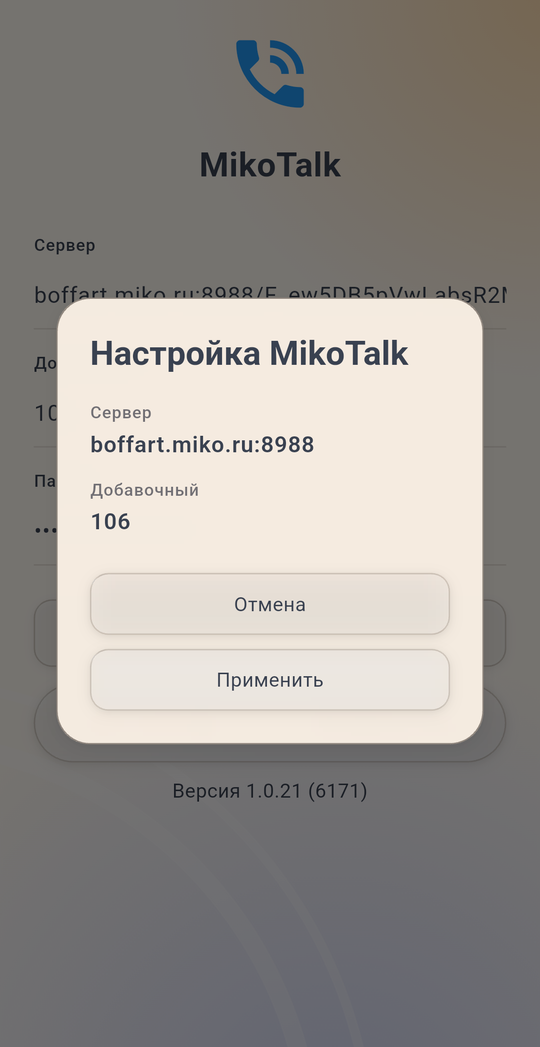 MikoTalk
Сервер
Настройка MikoTalk
Сервер
boffart.miko.ru:8988
Добавочный
106
Отмена
Применить
Версия 1.0.21 (6171)